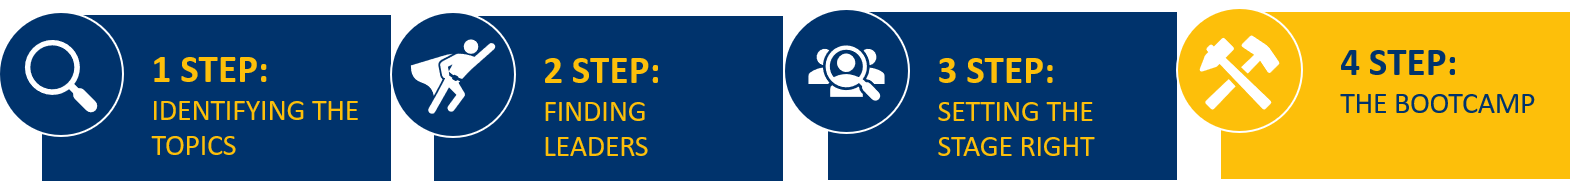 1 STEP:
IDENTIFYING THE
TOPICS
2 STEP:
FINDING
LEADERS
3 STEP:
SETTING THE
STAGE RIGHT
4 STEP:
THE BOOTCAMP